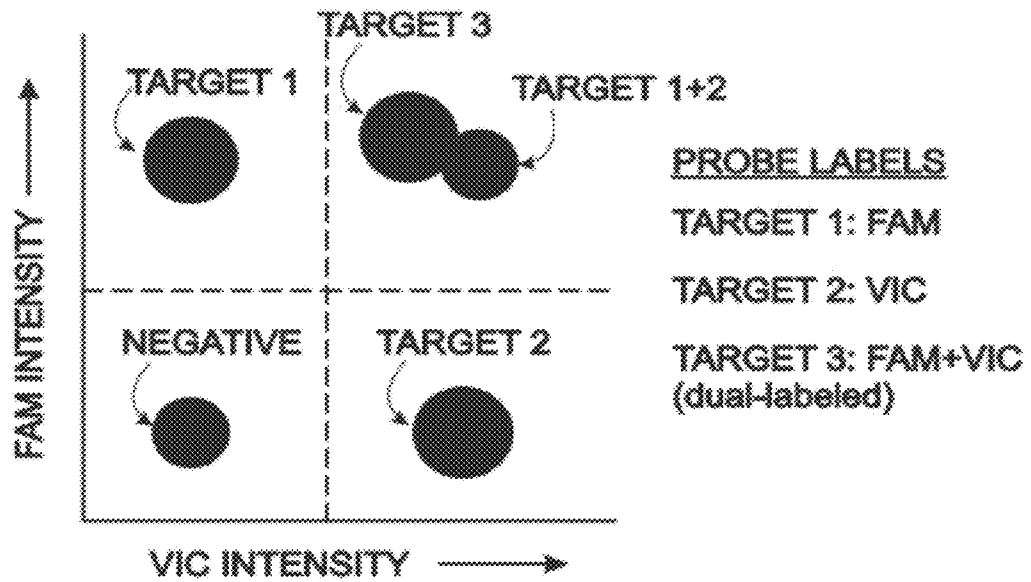 TARGET 3
TARGET 1
TARGET 1+2
PROBE LABELS
TARGET 1: FAM
TARGET 2: VIC
TARGET 3: FAM+VIC
(dual-labeled)
NEGATIVE
TARGET 2
FAM INTENSITY
VIC INTENSITY